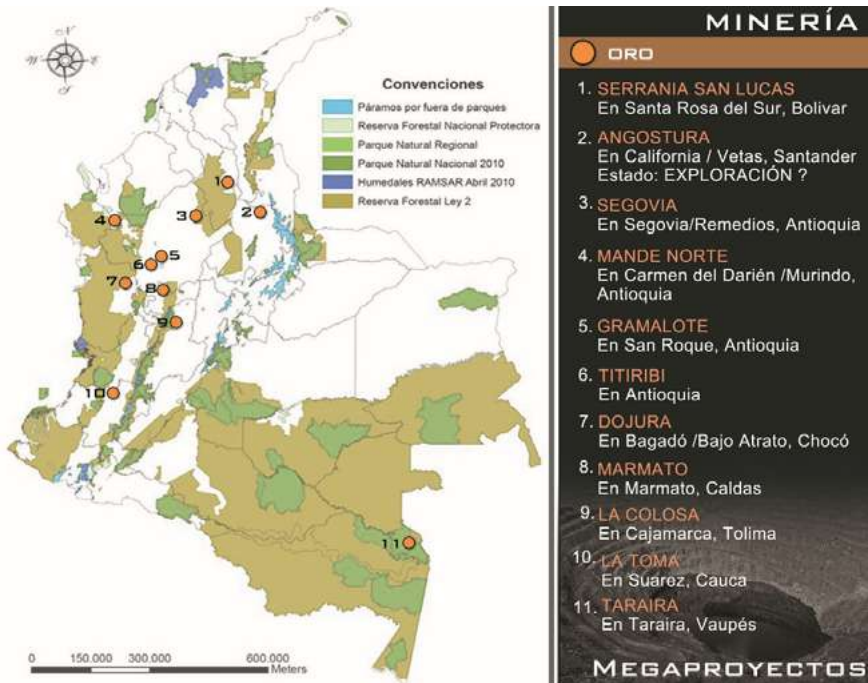 N
W E
S
Convenciones
Páramos por fuera de parques
Reserva Forestal Nacional Protectora
Parque Natural Regional
Parque Natural Nacional 2010
Humedales RAMSAR Abril 2010
Reserva Forestal Ley 2
1
2
3
4
5
6
7
8
9
10
11
0 150.000 300.000 600.000
Meters
MINERÍA
ORO
1. SERRANIA SAN LUCAS
En Santa Rosa del Sur, Bolivar
2. ANGOSTURA
En California / Vetas, Santander
Estado: EXPLORACIÓN ?
3. SEGOVIA
En Segovia/Remedios, Antioquia
4. MANDE NORTE
En Carmen del Darién /Murindo,
Antioquia
5. GRAMALOTE
En San Roque, Antioquia
6. TITIRIBI
En Antioquia
7. DOJURA
En Bagadó /Bajo Atrato, Chocó
8. MARMATO
En Marmato, Caldas
9. LA COLOSA
En Cajamarca, Tolima
10. LA TOMA
En Suárez, Cauca
11. TARAIRA
En Taraira, Vaupés
MEGAPROYECTOS